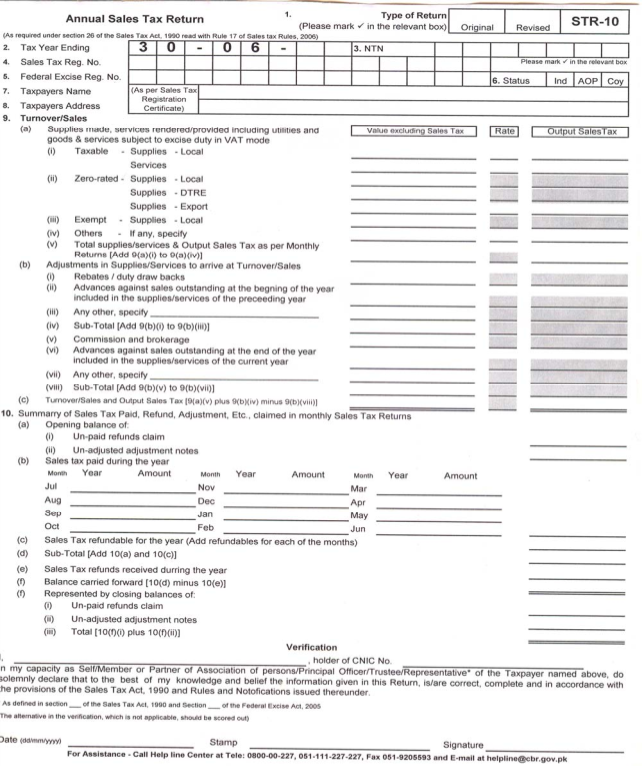 Annual Sales Tax Return
1. Type of Return
(Please mark ✓ in the relevant box)
Original Revised STR-10
(As required under section 26 of the Sales Tax Act, 1990 read with Rule 17 of Sales tax Rules, 2006)
2. Tax Year Ending 3 0 - 0 6 - 3. NTN
4. Sales Tax Reg. No. Please mark ✓ in the relevant box
5. Federal Excise Reg. No. 6. Status Ind AOP Coy
7. Taxpayers Name (As per Sales Tax Registration Certificate)
8. Taxpayers Address
9. Turnover/Sales
(a) Supplies made, services rendered/provided including utilities and Value excluding Sales Tax Rate Output SalesTax
goods & services subject to excise duty in VAT mode
(i) Taxable - Supplies - Local
Services
(ii) Zero-rated - Supplies - Local
Supplies - DTRE
Supplies - Export
(iii) Exempt - Supplies - Local
(iv) Others - If any, specify
(v) Total supplies/services & Output Sales Tax as per Monthly
Returns [Add 9(a)(i) to 9(a)(iv)]
(b) Adjustments in Supplies/Services to arrive at Turnover/Sales
(i) Rebates / duty draw backs
(ii) Advances against sales outstanding at the begning of the year
included in the supplies/services of the preceeding year
(iii) Any other, specify
(iv) Sub-Total [Add 9(b)(i) to 9(b)(iii)]
(v) Commission and brokerage
(vi) Advances against sales outstanding at the end of the year
included in the supplies/services of the current year
(vii) Any other, specify
(viii) Sub-Total [Add 9(b)(v) to 9(b)(vii)]
(c) Turnover/Sales and Output Sales Tax [9(a)(v) plus 9(b)(iv) minus 9(b)(viii)]
10. Summarry of Sales Tax Paid, Refund, Adjustment, Etc., claimed in monthly Sales Tax Returns
(a) Opening balance of:
(i) Un-paid refunds claim
(ii) Un-adjusted adjustment notes
(b) Sales tax paid during the year
Month Year Amount Month Year Amount Month Year Amount
Jul Nov Mar
Aug Dec Apr
Sep Jan May
Oct Feb Jun
(c) Sales Tax refundable for the year (Add refundables for each of the months)
(d) Sub-Total [Add 10(a) and 10(c)]
(e) Sales Tax refunds received durring the year
(f) Balance carried forward [10(d) minus 10(e)]
(f) Represented by closing balances of:
(i) Un-paid refunds claim
(ii) Un-adjusted adjustment notes
(iii) Total [10(f)(i) plus 10(f)(ii)]
Verification
, holder of CNIC No.
n my capacity as Self/Member or Partner of Association of persons/Principal Officer/Trustee/Representative* of the Taxpayer named above, do
solemnly declare that to the best of my knowledge and belief the information given in this Return, is/are correct, complete and in accordance with
he provisions of the Sales Tax Act, 1990 and Rules and Notofications issued thereunder.
As defined in section ___ of the Sales Tax Act, 1990 and Section ___ of the Federal Excise Act, 2005
The alternative in the verification, which is not applicable, should be scored out)
Date (dd/mm/yyyy) Stamp Signature
For Assistance - Call Help line Center at Tele: 0800-00-227, 051-111-227-227, Fax 051-9205593 and E-mail at helpline@cbr.gov.pk